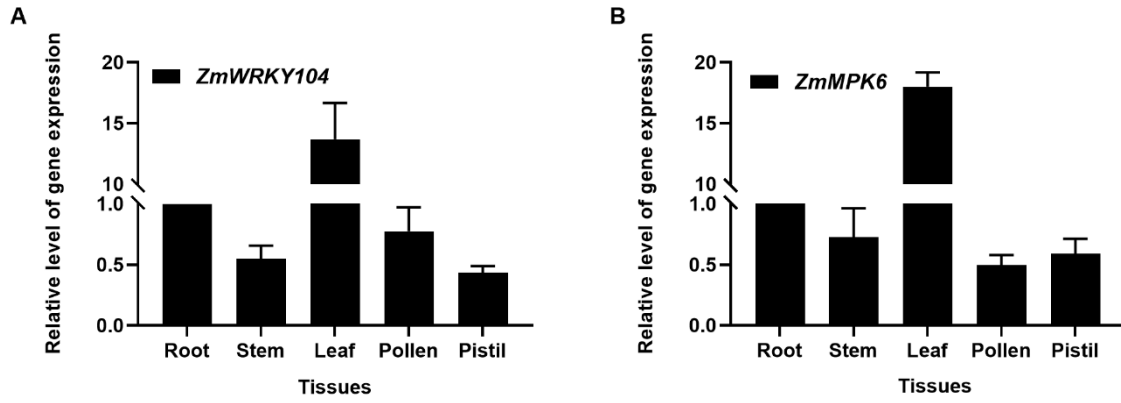 A
Relative level of gene expression
20
15
10
1.0
0.5
0.0
ZmWRKY104
Root Stem Leaf Pollen Pistil
Tissues
B
Relative level of gene expression
20
15
10
1.0
0.5
0.0
ZmMPK6
Root Stem Leaf Pollen Pistil
Tissues